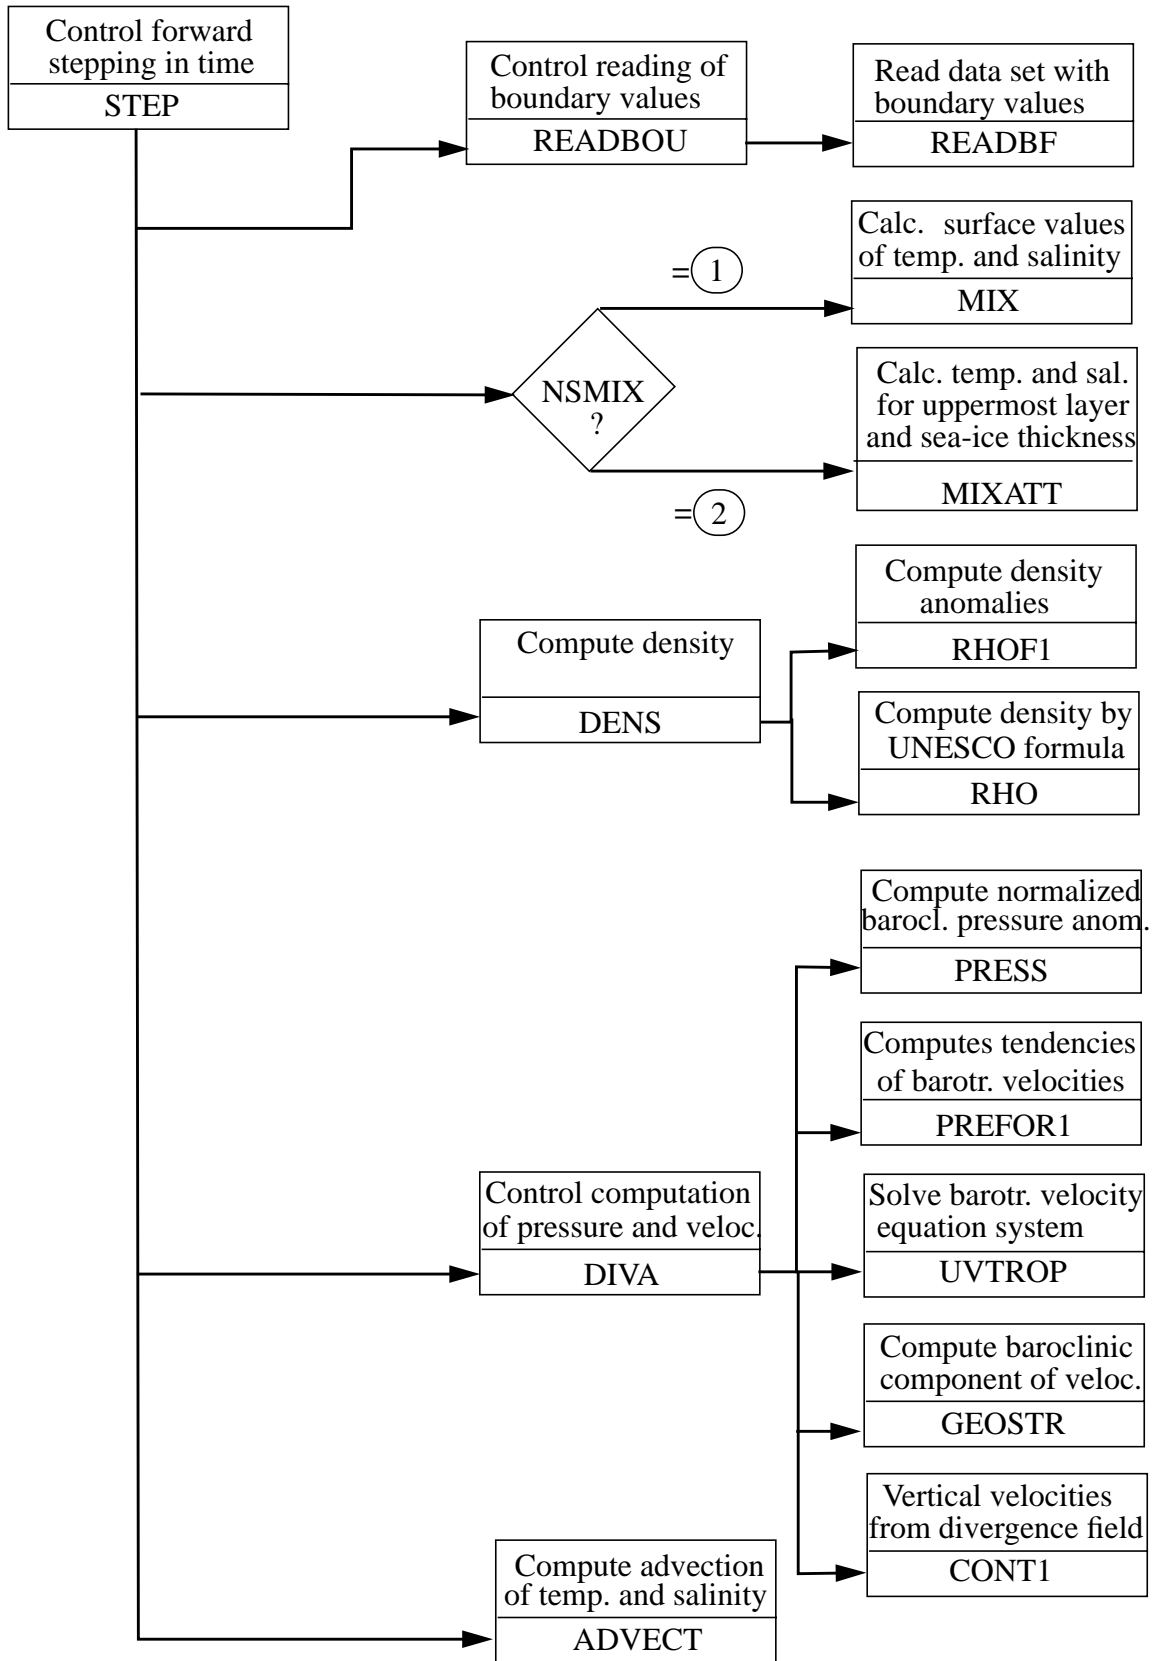 Control forward
stepping in time
STEP
Control reading of
boundary values
READBOU
Read data set with
boundary values
READBF
Calc. surface values
of temp. and salinity
MIX
=1
NSMIX
?
Calc. temp. and sal.
for uppermost layer
and sea-ice thickness
MIXATT
=2
Compute density
DENS
Compute density
anomalies
RHOF1
Compute density by
UNESCO formula
RHO
Control computation
of pressure and veloc.
DIVA
Compute normalized
barocl. pressure anom.
PRESS
Computes tendencies
of barotr. velocities
PREFOR1
Solve barotr. velocity
equation system
UVTROP
Compute baroclinic
component of veloc.
GEOSTR
Vertical velocities
from divergence field
CONT1
Compute advection
of temp. and salinity
ADVECT